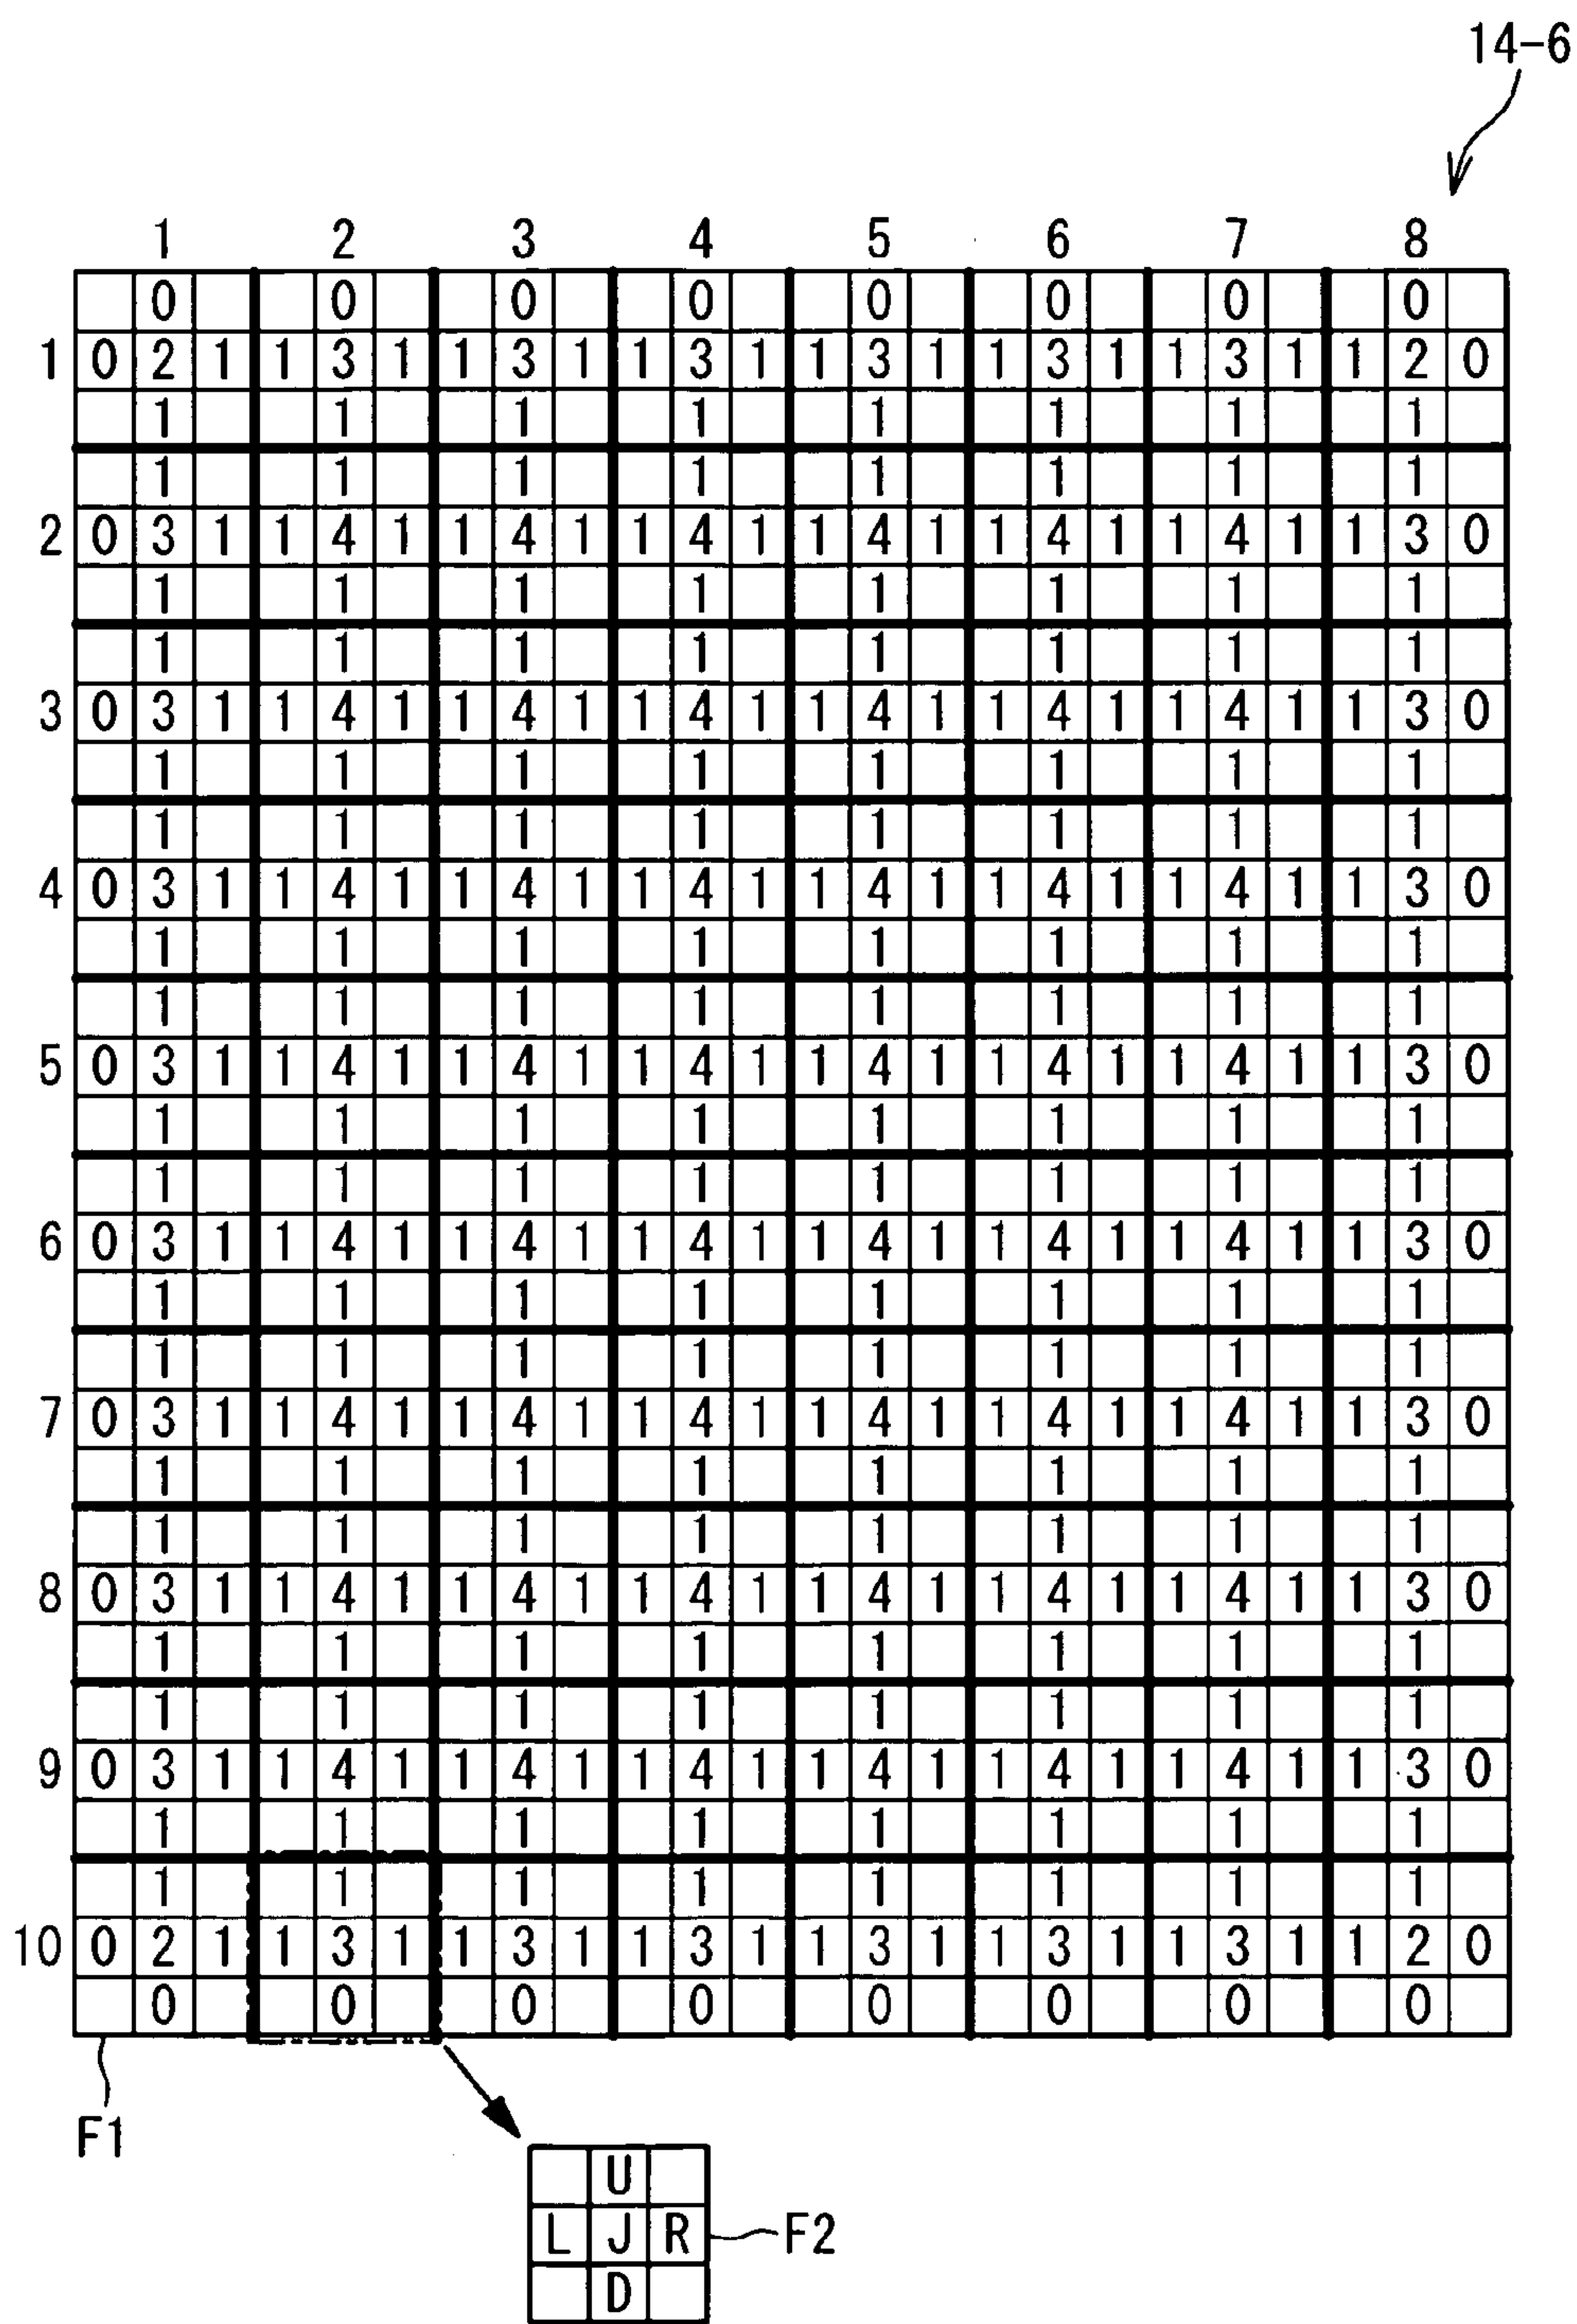 14-6
1 2 3 4 5 6 7 8
0 0 0 0 0 0 0 0
1 0 2 1 1 3 1 1 3 1 1 3 1 1 3 1 1 3 1 1 3 1 1 2 0
1 1 1 1 1 1 1 1
1 1 1 1 1 1 1 1
2 0 3 1 1 4 1 1 4 1 1 4 1 1 4 1 1 4 1 1 4 1 1 3 0
1 1 1 1 1 1 1 1
1 1 1 1 1 1 1 1
3 0 3 1 1 4 1 1 4 1 1 4 1 1 4 1 1 4 1 1 4 1 1 3 0
1 1 1 1 1 1 1 1
1 1 1 1 1 1 1 1
4 0 3 1 1 4 1 1 4 1 1 4 1 1 4 1 1 4 1 1 4 1 1 3 0
1 1 1 1 1 1 1 1
1 1 1 1 1 1 1 1
5 0 3 1 1 4 1 1 4 1 1 4 1 1 4 1 1 4 1 1 4 1 1 3 0
1 1 1 1 1 1 1 1
1 1 1 1 1 1 1 1
6 0 3 1 1 4 1 1 4 1 1 4 1 1 4 1 1 4 1 1 4 1 1 3 0
1 1 1 1 1 1 1 1
1 1 1 1 1 1 1 1
7 0 3 1 1 4 1 1 4 1 1 4 1 1 4 1 1 4 1 1 4 1 1 3 0
1 1 1 1 1 1 1 1
1 1 1 1 1 1 1 1
8 0 3 1 1 4 1 1 4 1 1 4 1 1 4 1 1 4 1 1 4 1 1 3 0
1 1 1 1 1 1 1 1
1 1 1 1 1 1 1 1
9 0 3 1 1 4 1 1 4 1 1 4 1 1 4 1 1 4 1 1 4 1 1 3 0
1 1 1 1 1 1 1 1
1 1 1 1 1 1 1 1
10 0 2 1 1 3 1 1 3 1 1 3 1 1 3 1 1 3 1 1 3 1 1 2 0
0 0 0 0 0 0 0 0
F1
U
L J R F2
D